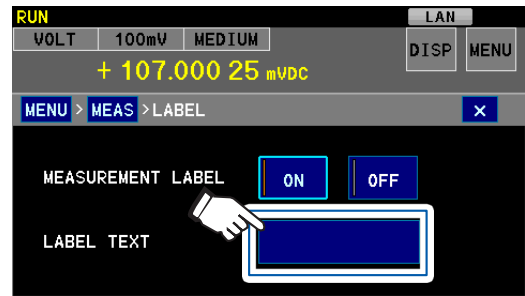 RUN LAN
VOLT 100mV MEDIUM DISP MENU
+ 107.000 25 mVDC
MENU > MEAS >LABEL ×
MEASUREMENT LABEL ON OFF
LABEL TEXT